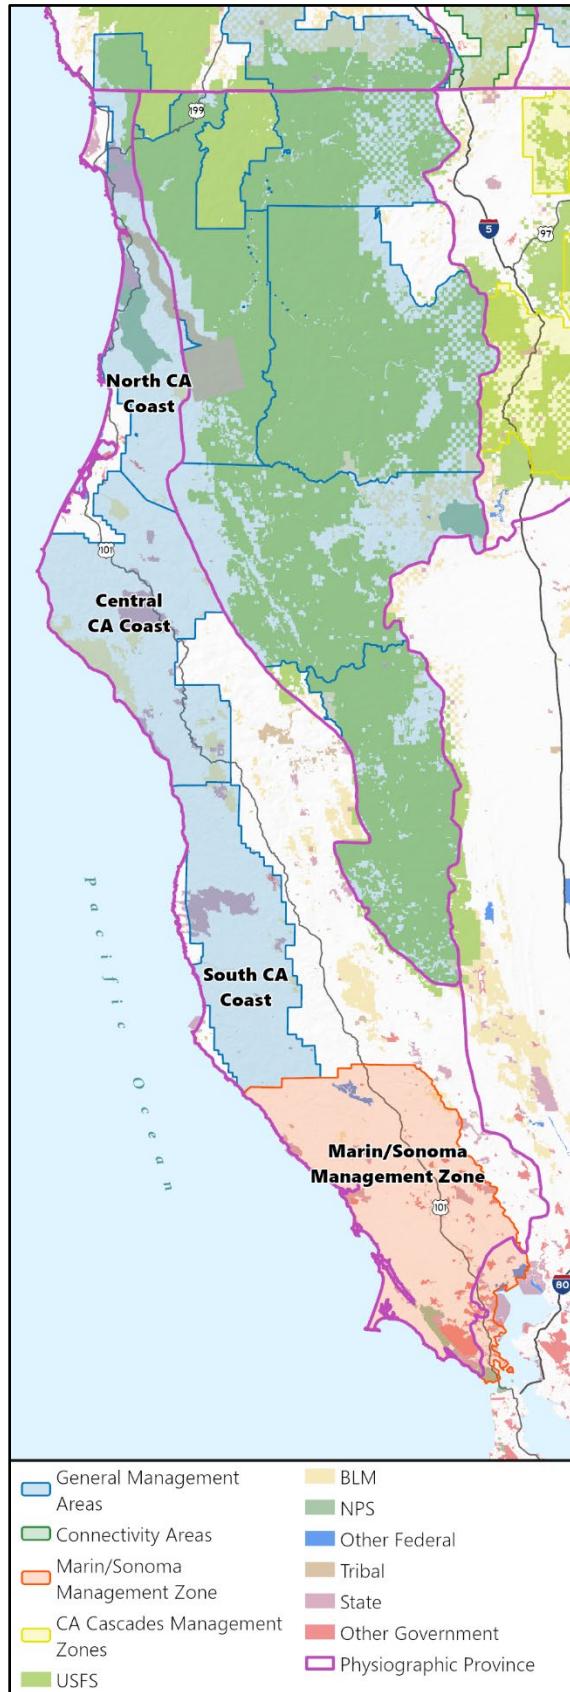 199
5
97
North CA
Coast
101
Central
CA Coast
Pacific Ocean
South CA
Coast
Marin/Sonoma
Management Zone
101
80
General Management
Areas
Connectivity Areas
Marin/Sonoma
Management Zone
CA Cascades Management
Zones
USFS
BLM
NPS
Other Federal
Tribal
State
Other Government
Physiographic Province